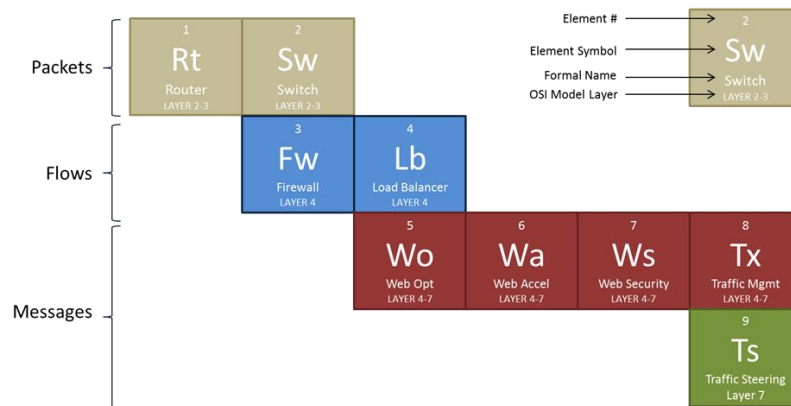 Packets
1
Rt
Router
LAYER 2-3
2
Sw
Switch
LAYER 2-3
Element #
Element Symbol
Formal Name
OSI Model Layer
2
Sw
Switch
LAYER 2-3
Flows
3
Fw
Firewall
LAYER 4
4
Lb
Load Balancer
LAYER 4
Messages
5
Wo
Web Opt
LAYER 4-7
6
Wa
Web Accel
LAYER 4-7
7
Ws
Web Security
LAYER 4-7
8
Tx
Traffic Mgmt
LAYER 4-7
9
Ts
Traffic Steering
Layer 7